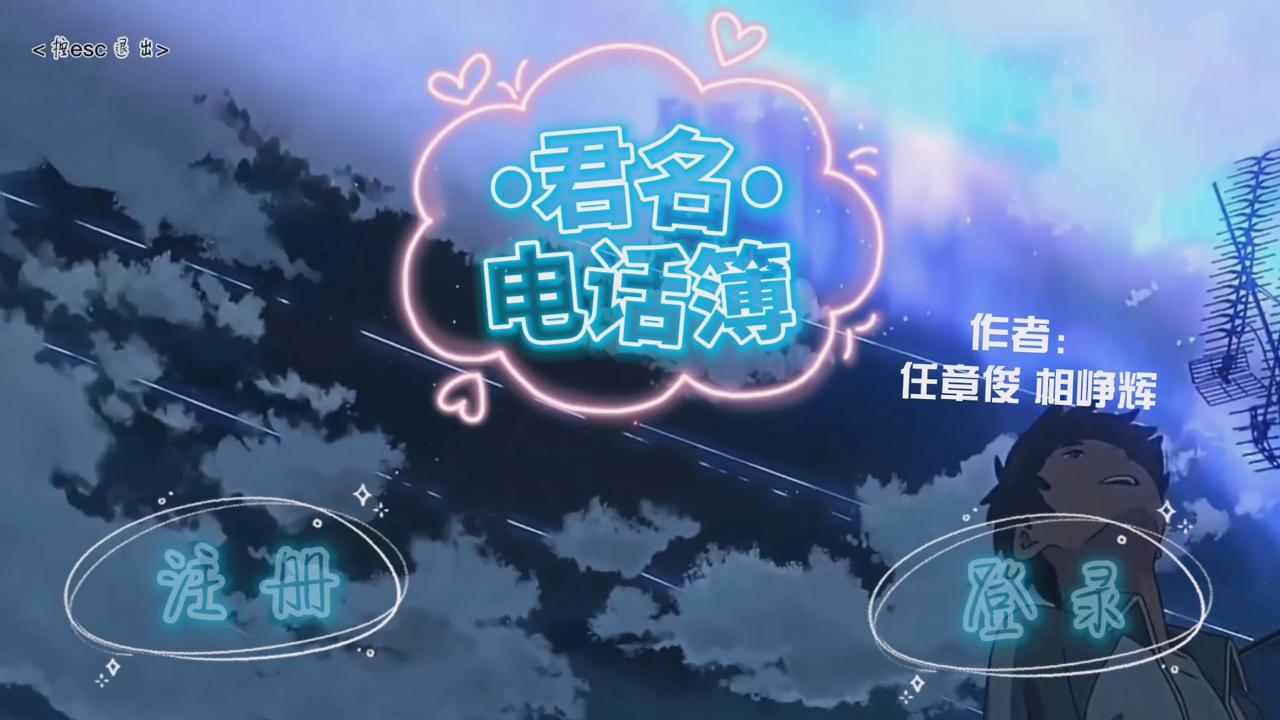 <按esc 退 出>
·君名·
电话簿
作者：
任章俊 相峥辉
注 册
登 录